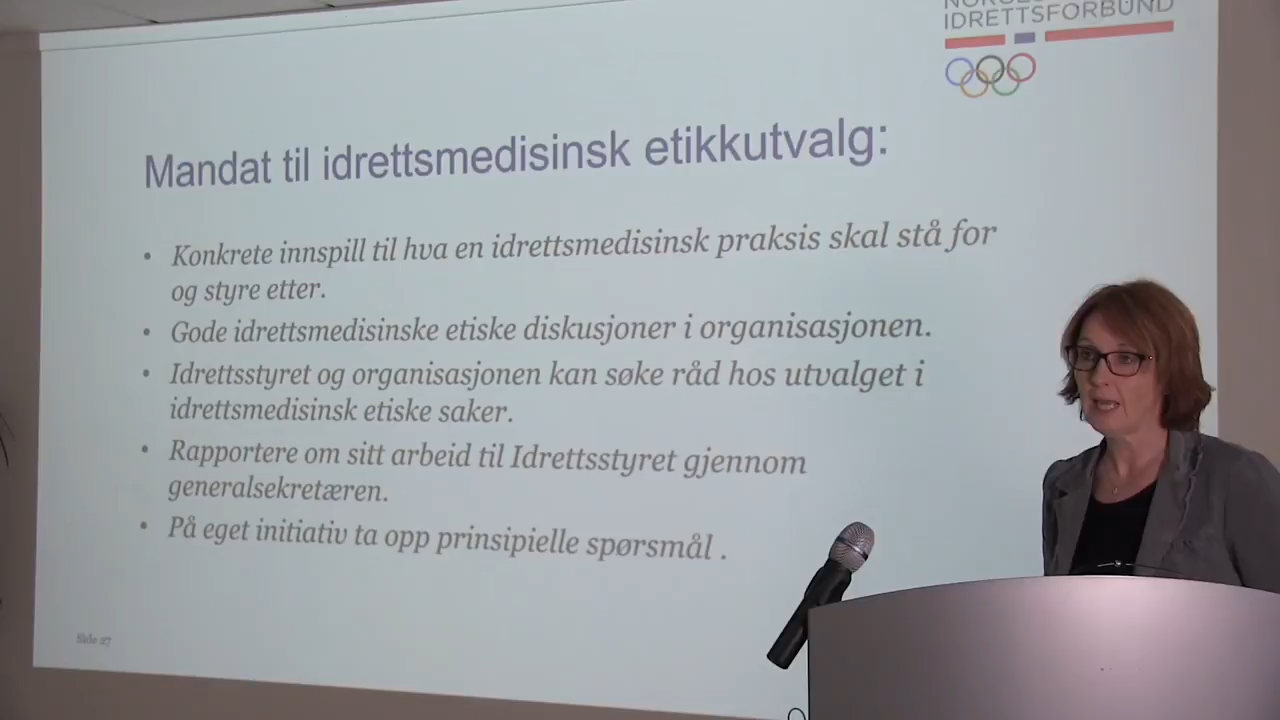 IDRETTSFORBUND
Mandat til idrettsmedisinsk etikkutvalg:
• Konkrete innspill til hva en idrettsmedisinsk praksis skal stå for
og styre etter.
• Gode idrettsmedisinske etiske diskusjoner i organisasjonen.
• Idrettsstyret og organisasjonen kan søke råd hos utvalget i
idrettsmedisinsk etiske saker.
• Rapportere om sitt arbeid til Idrettsstyret gjennom
generalsekretæren.
• På eget initiativ ta opp prinsipielle spørsmål .
Side 27